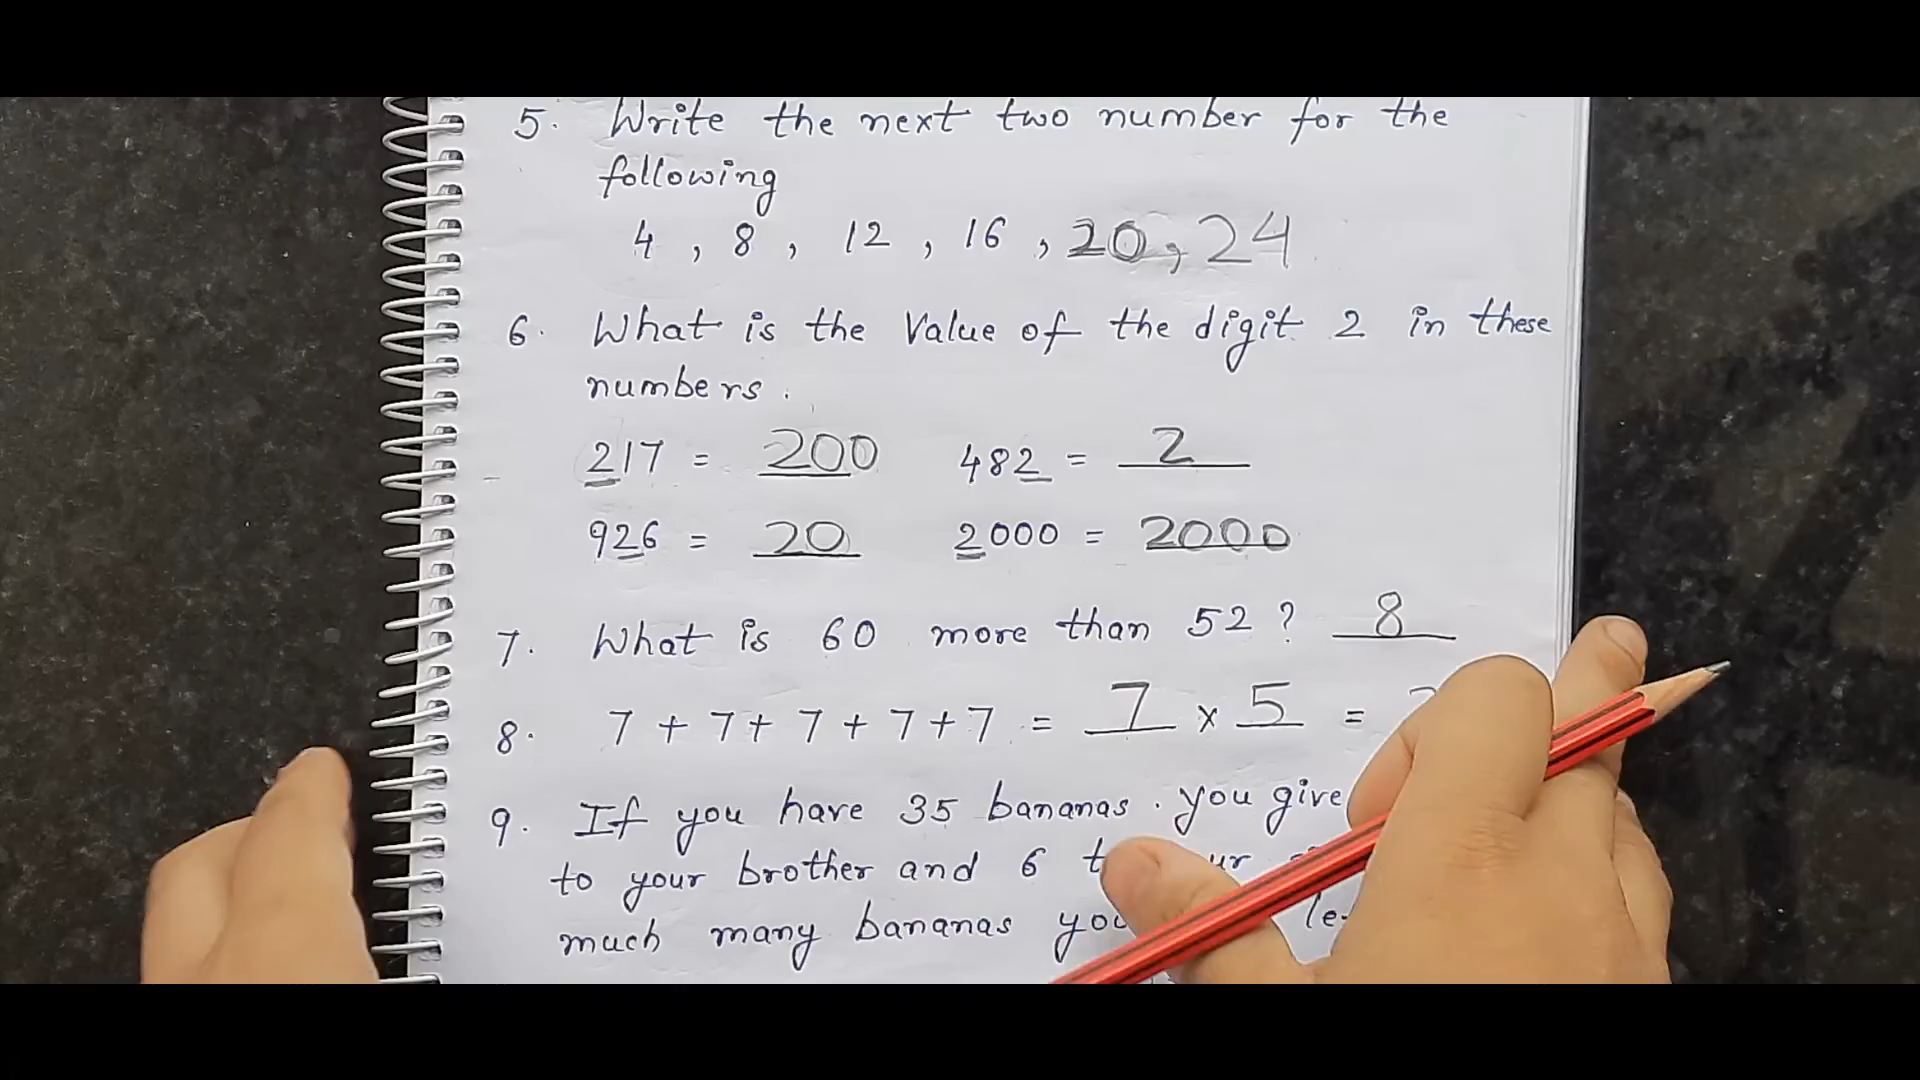 5. Write the next two number for the
following
4 , 8 , 12 , 16 , 20, 24
6. What is the Value of the digit 2 in these
numbers.
217 = 200 482 = 2
926 = 20 2000 = 2000
7. What is 60 more than 52 ? 8
8. 7 + 7 + 7 + 7 + 7 = 7 x 5 =
9. If you have 35 bananas. You give
to your brother and 6
much many bananas